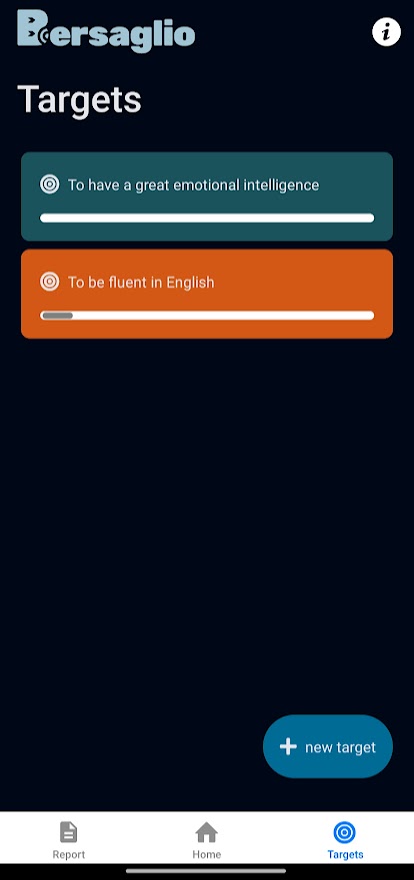 Bersaglio
i
Targets
To have a great emotional intelligence
To be fluent in English
new target
Report
Home
Targets